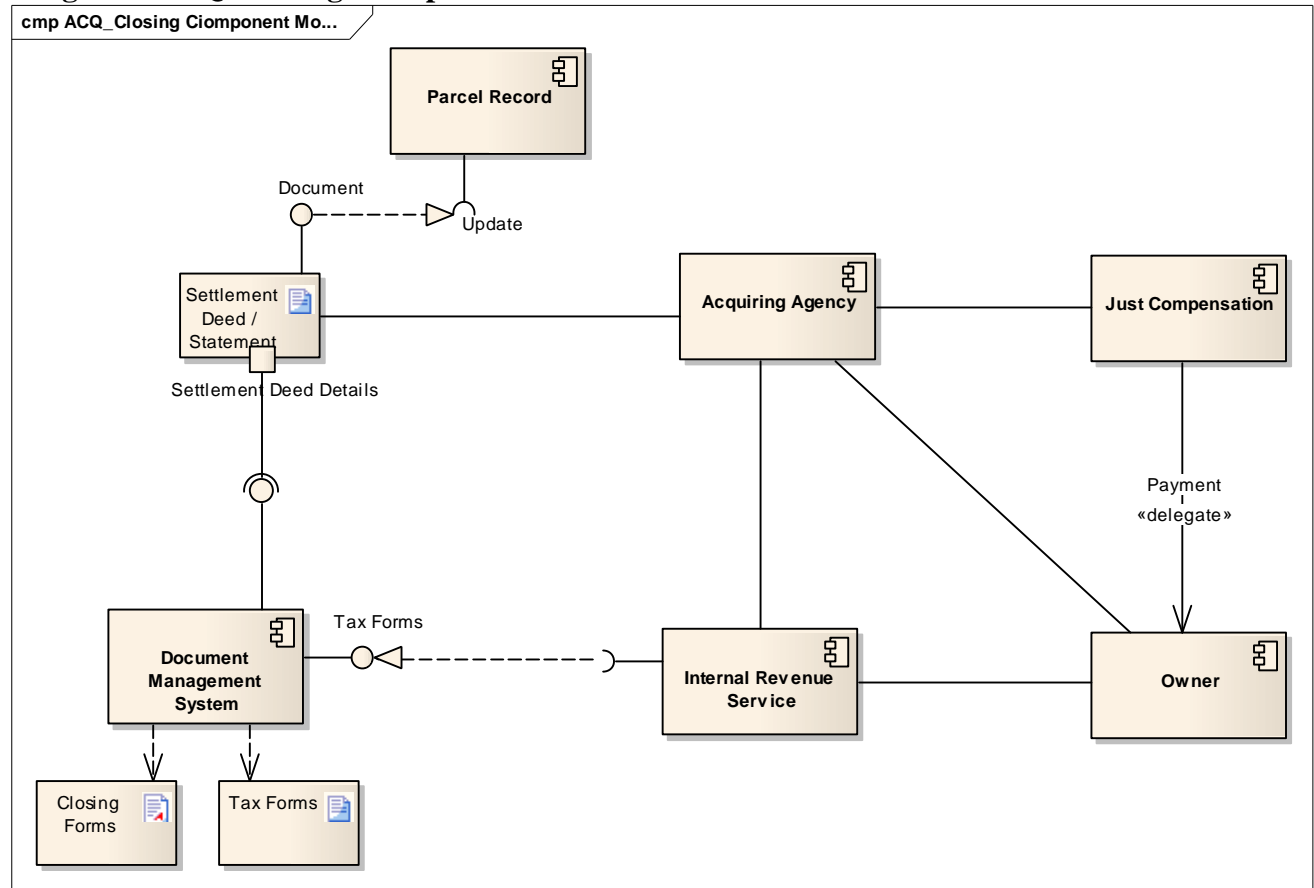 cmp ACQ_Closing Ciomponent Mo...
Parcel Record
Document
Update
Settlement
Deed /
Statement
Settlement Deed Details
Acquiring Agency
Just Compensation
Payment
«delegate»
Document
Management
System
Tax Forms
Internal Revenue
Service
Owner
Closing
Forms
Tax Forms